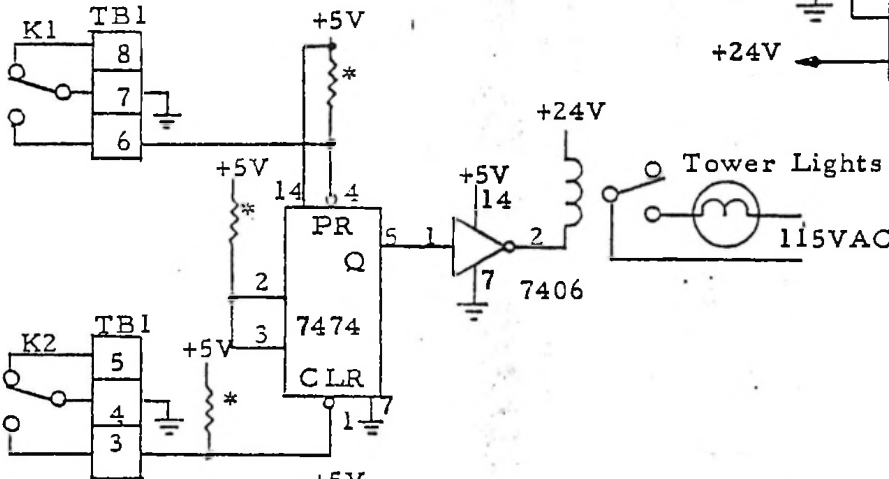 K1
TB1
8
7
6
+5V
*
+24V
+24V
+5V
*
14
4
PR
Q
5
1
+5V
14
2
7
7406
Tower Lights
115VAC
2
3
7474
CLR
1
7
K2
TB1
5
4
3
+5V
*
+5V